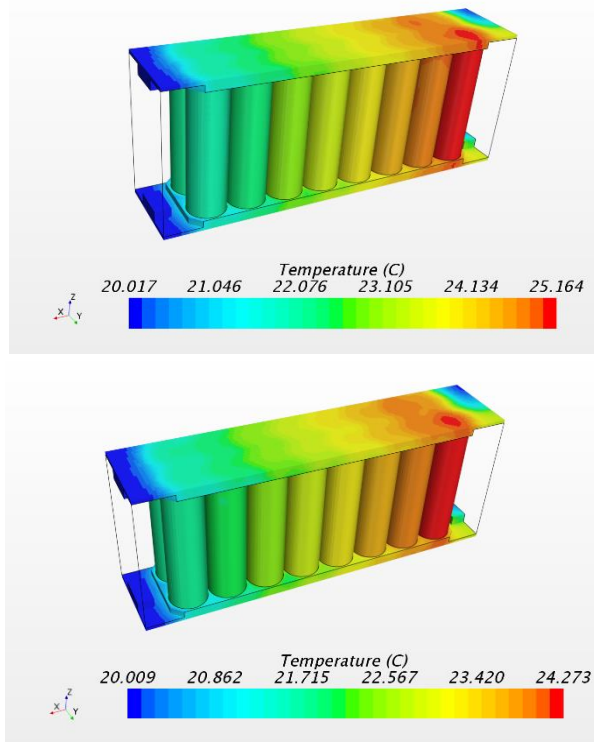 Temperature (C)
20.017 21.046 22.076 23.105 24.134 25.164
Z
X Y
Temperature (C)
20.009 20.862 21.715 22.567 23.420 24.273
Z
X Y